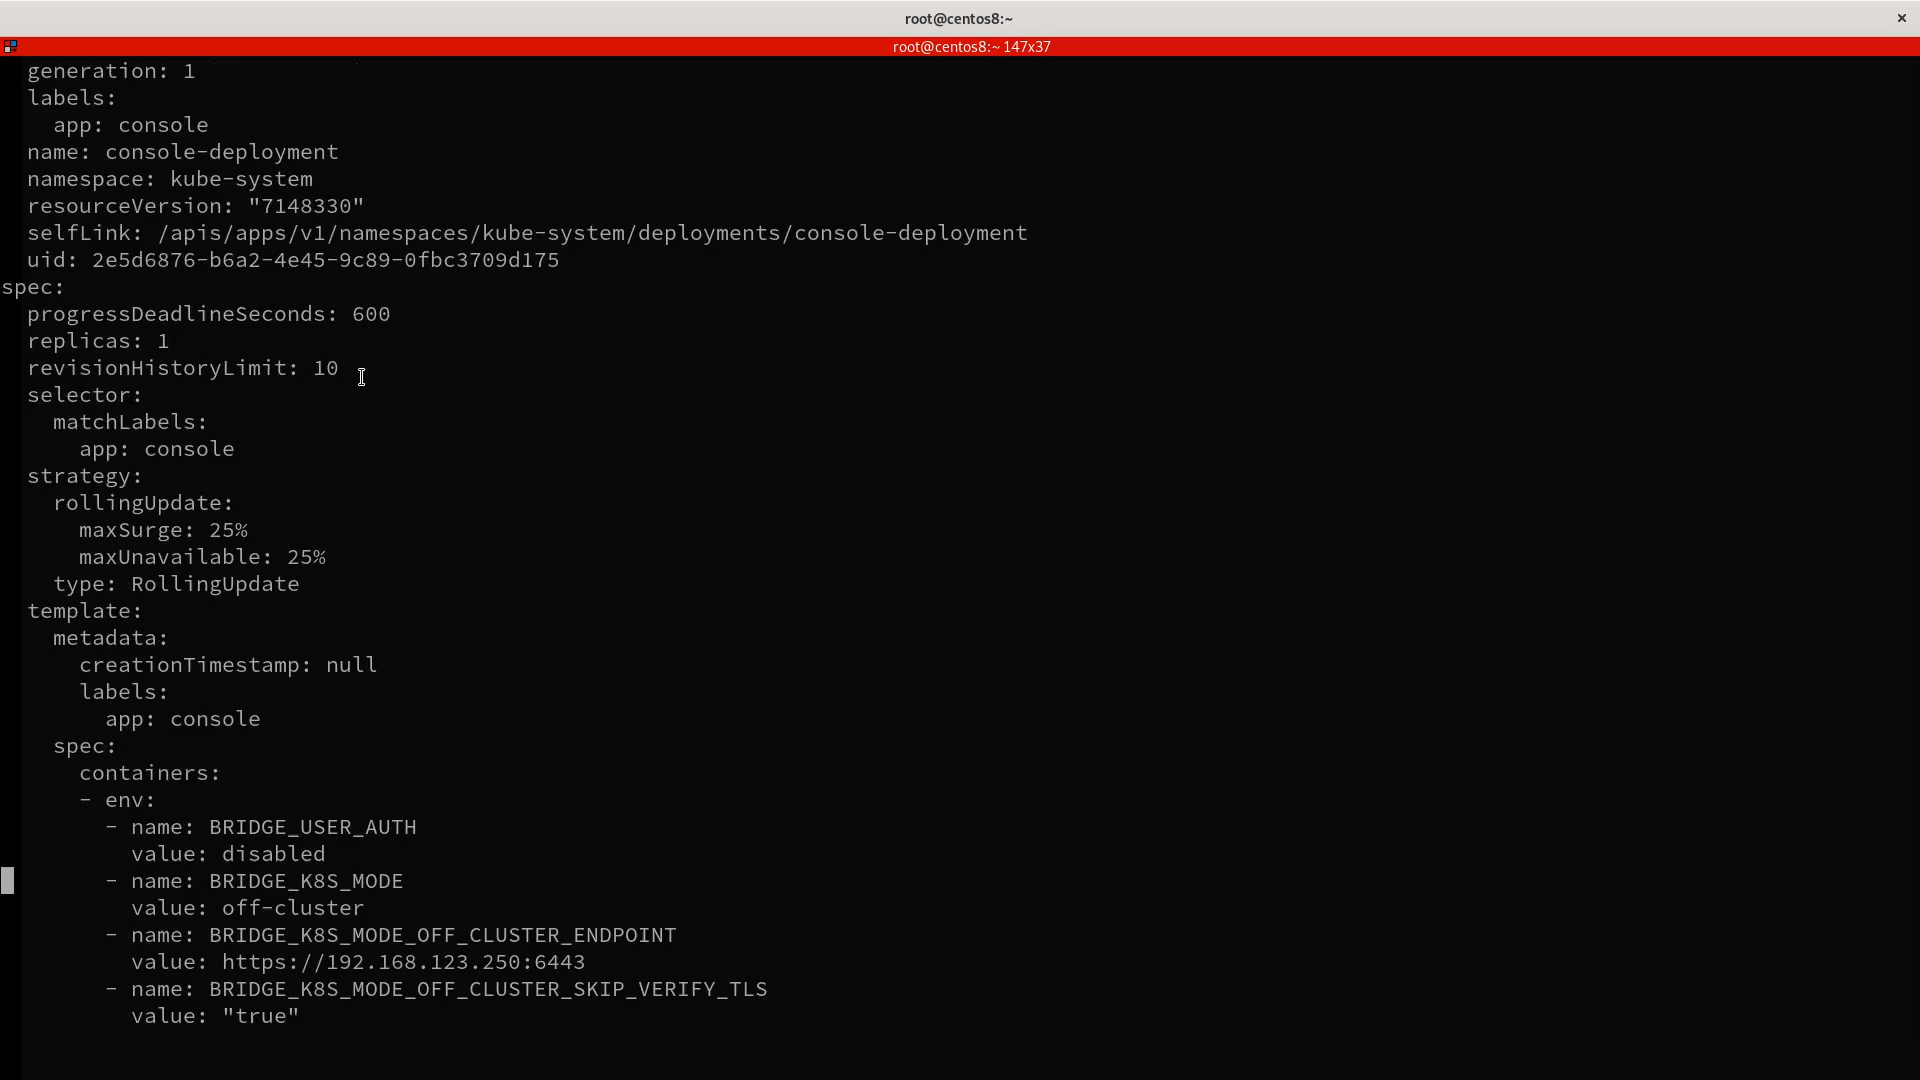 root@centos8:~
root@centos8:~ 147x37
  generation: 1
  labels:
    app: console
  name: console-deployment
  namespace: kube-system
  resourceVersion: "7148330"
  selfLink: /apis/apps/v1/namespaces/kube-system/deployments/console-deployment
  uid: 2e5d6876-b6a2-4e45-9c89-0fbc3709d175
spec:
  progressDeadlineSeconds: 600
  replicas: 1
  revisionHistoryLimit: 10
  selector:
    matchLabels:
      app: console
  strategy:
    rollingUpdate:
      maxSurge: 25%
      maxUnavailable: 25%
    type: RollingUpdate
  template:
    metadata:
      creationTimestamp: null
      labels:
        app: console
    spec:
      containers:
      - env:
        - name: BRIDGE_USER_AUTH
          value: disabled
        - name: BRIDGE_K8S_MODE
          value: off-cluster
        - name: BRIDGE_K8S_MODE_OFF_CLUSTER_ENDPOINT
          value: https://192.168.123.250:6443
        - name: BRIDGE_K8S_MODE_OFF_CLUSTER_SKIP_VERIFY_TLS
          value: "true"